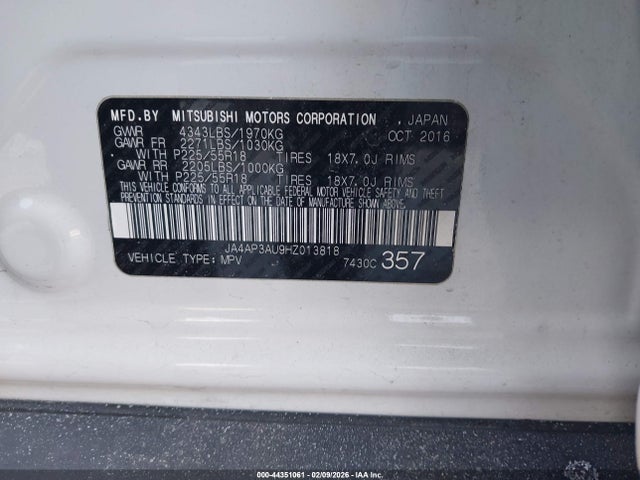 MFD.BY MITSUBISHI MOTORS CORPORATION , JAPAN
GVWR 4343LBS/1970KG OCT 2016
GAWR FR 2271LBS/1030KG
WITH P225/55R18 TIRES 18X7.0J RIMS
GAWR RR 2205LBS/1000KG
WITH P225/55R18 TIRES 18X7.0J RIMS
THIS VEHICLE CONFORMS TO ALL APPLICABLE FEDERAL MOTOR VEHICLE SAFETY AND THEFT
PREVENTION STANDARDS IN EFFECT ON THE DATE OF MANUFACTURE SHOWN ABOVE.
JA4AP3AU9HZ013818
VEHICLE TYPE: MPV 7430C 357
000-44351061 - 02/09/2026 - IAA Inc.